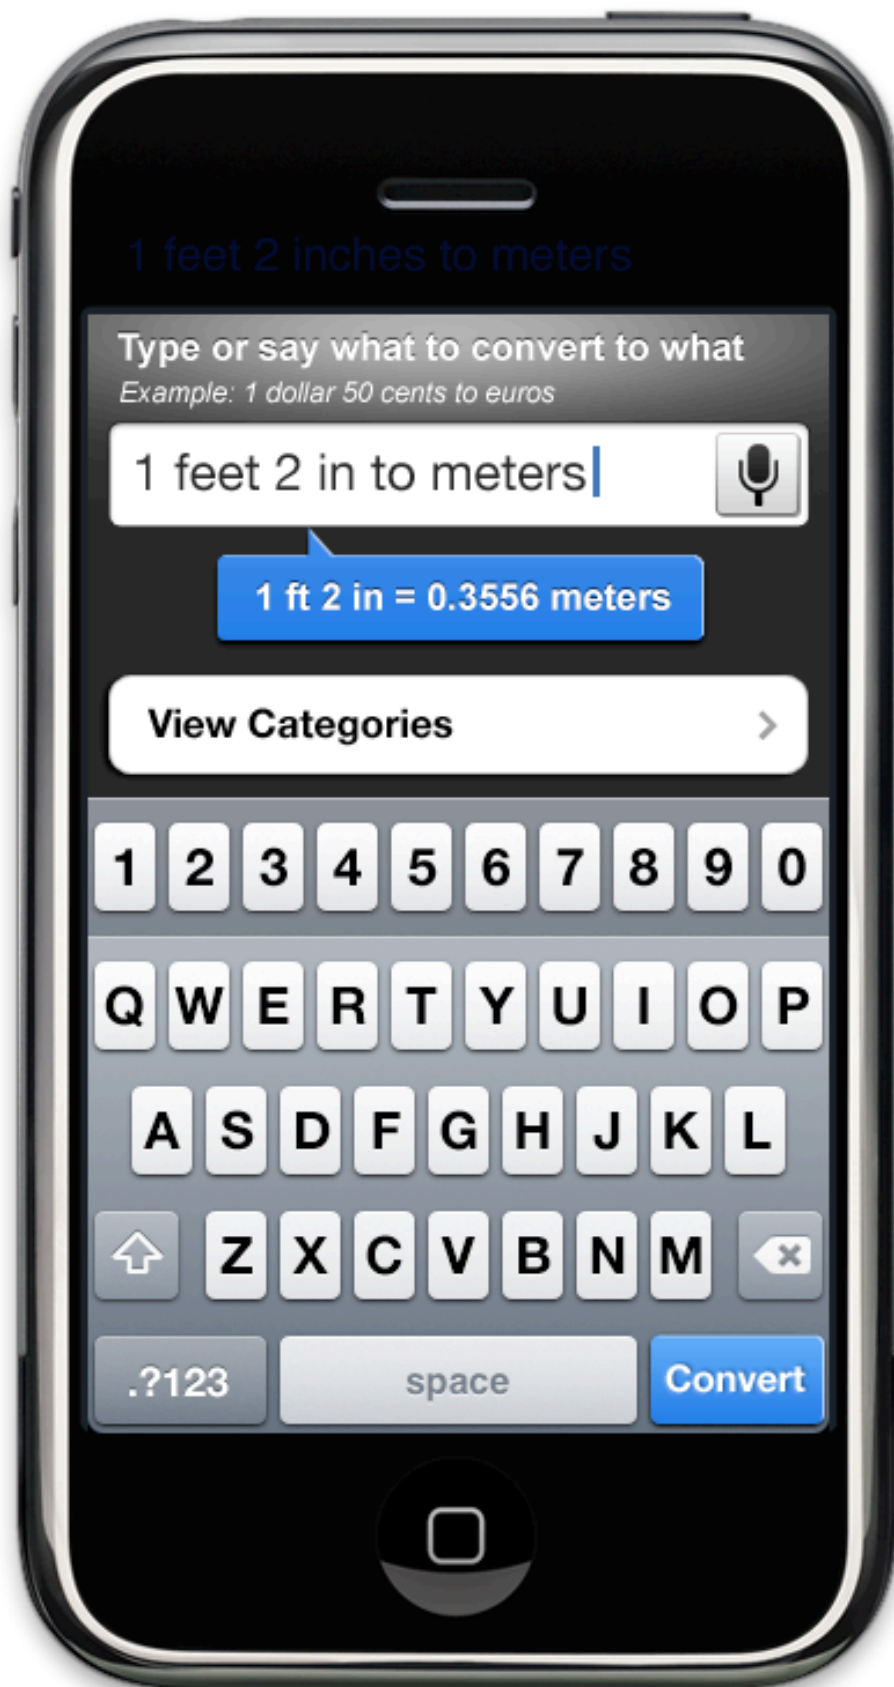 1 feet 2 inches to meters
Type or say what to convert to what
Example: 1 dollar 50 cents to euros
1 feet 2 in to meters
1 ft 2 in = 0.3556 meters
View Categories
1 2 3 4 5 6 7 8 9 0
Q W E R T Y U I O P
A S D F G H J K L
Z X C V B N M
.?123 space Convert